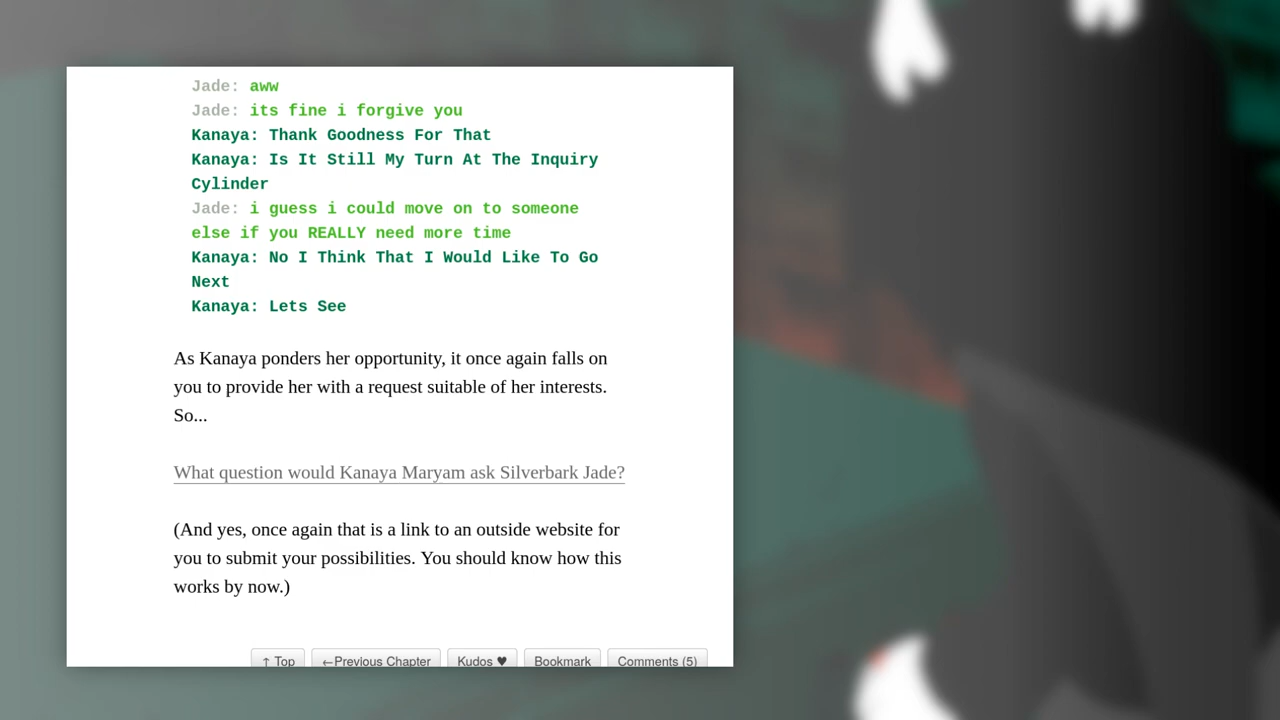 Jade: aww
Jade: its fine i forgive you
Kanaya: Thank Goodness For That
Kanaya: Is It Still My Turn At The Inquiry
Cylinder
Jade: i guess i could move on to someone
else if you REALLY need more time
Kanaya: No I Think That I Would Like To Go
Next
Kanaya: Lets See
As Kanaya ponders her opportunity, it once again falls on
you to provide her with a request suitable of her interests.
So...
What question would Kanaya Maryam ask Silverbark Jade?
(And yes, once again that is a link to an outside website for
you to submit your possibilities. You should know how this
works by now.)
↑ Top ←Previous Chapter Kudos ♥ Bookmark Comments (5)